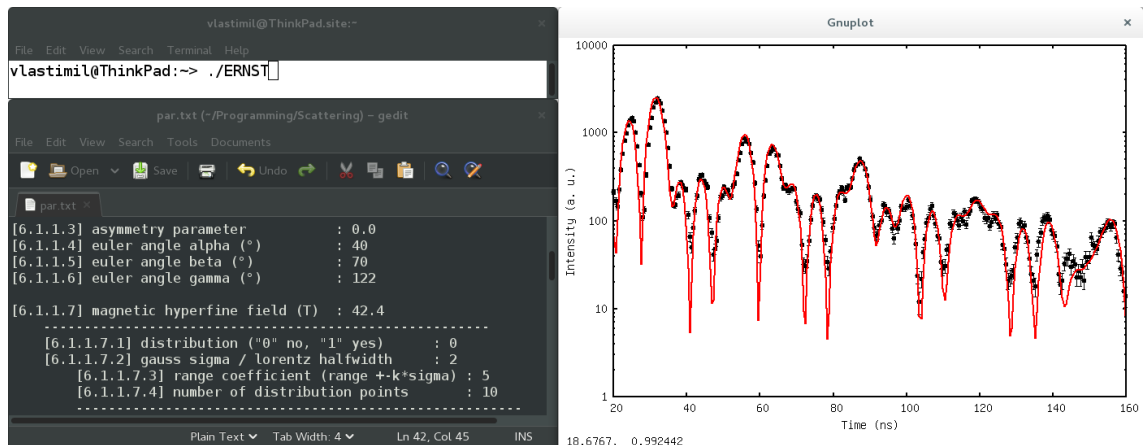 vlastimil@ThinkPad.site:~
File Edit View Search Terminal Help
vlastimil@ThinkPad:~> ./ERNST
par.txt (~/Programming/Scattering) – gedit
File Edit View Search Tools Documents
Open Save Undo
par.txt
[6.1.1.3] asymmetry parameter : 0.0
[6.1.1.4] euler angle alpha (°) : 40
[6.1.1.5] euler angle beta (°) : 70
[6.1.1.6] euler angle gamma (°) : 122
[6.1.1.7] magnetic hyperfine field (T) : 42.4
--------------------------------------------------
[6.1.1.7.1] distribution ("0" no, "1" yes) : 0
[6.1.1.7.2] gauss sigma / lorentz halfwidth : 2
[6.1.1.7.3] range coefficient (range +-k*sigma) : 5
[6.1.1.7.4] number of distribution points : 10
--------------------------------------------------
Plain Text Tab Width: 4 Ln 42, Col 45 INS
Gnuplot
10000
1000
100
10
1
Intensity (a. u.)
20 40 60 80 100 120 140 160
Time (ns)
18.6767, 0.992442